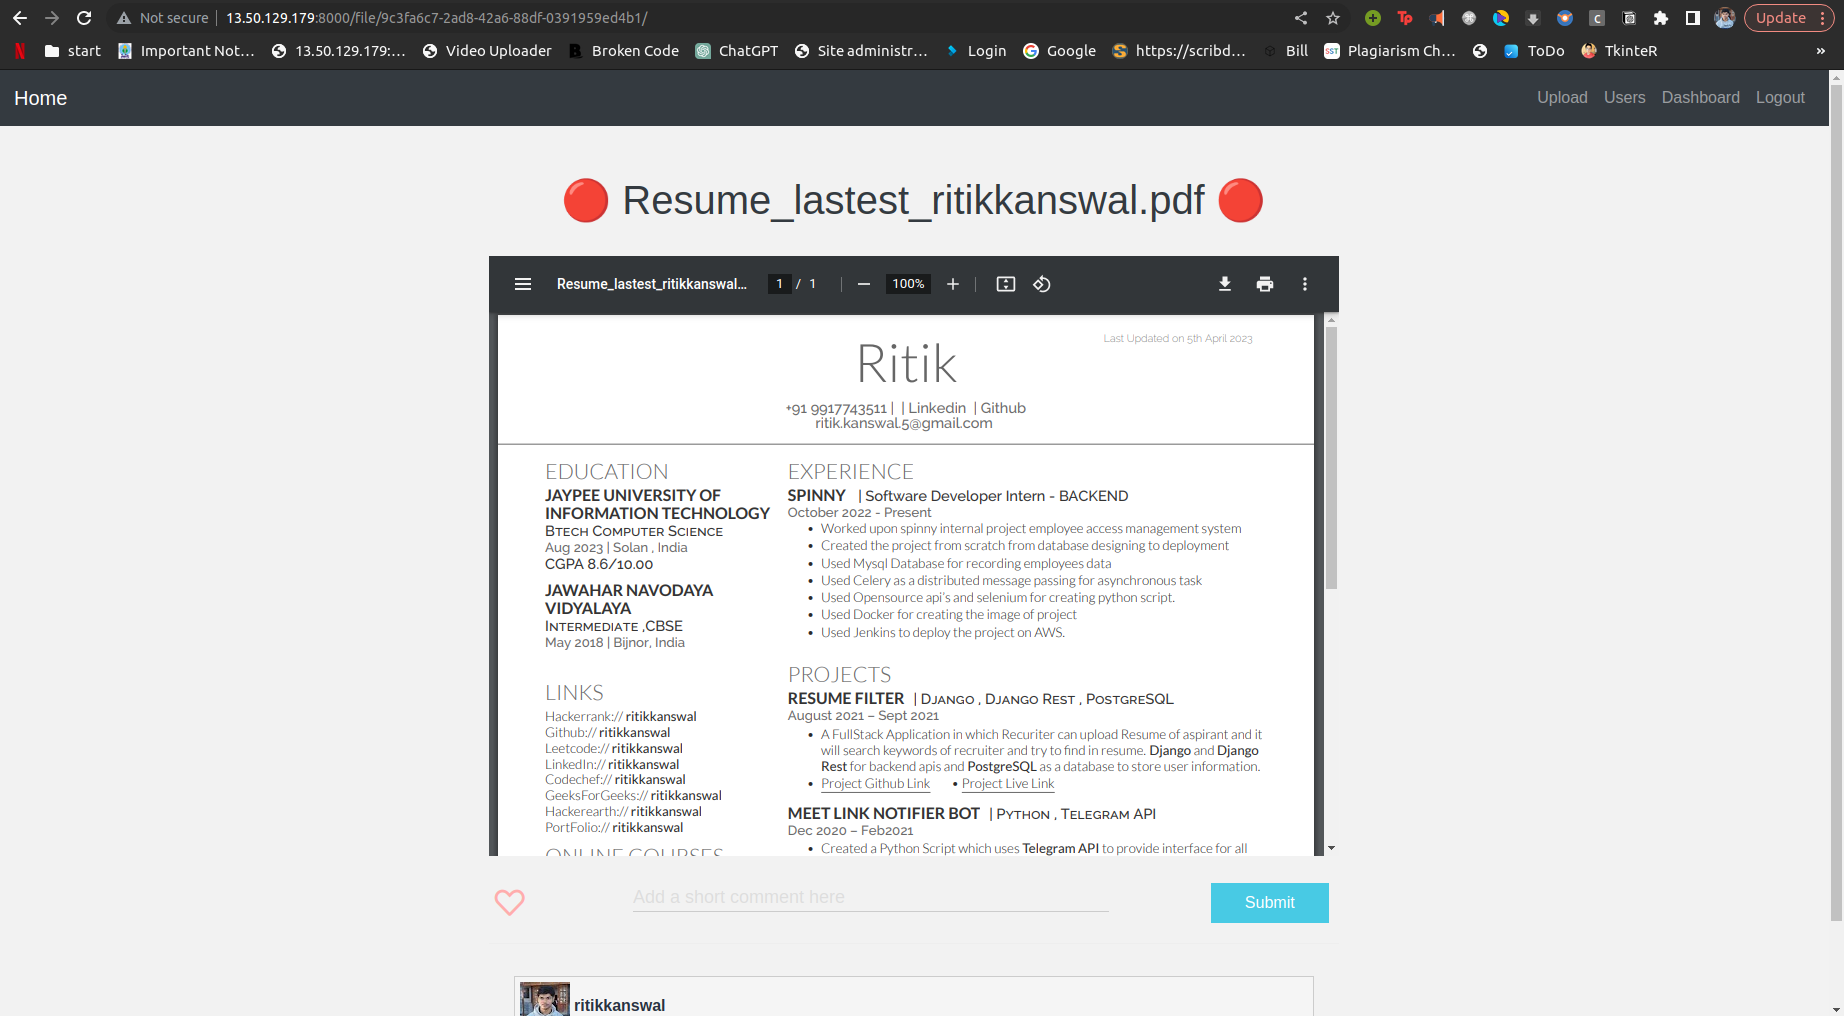 Not secure | 13.50.129.179:8000/file/9c3fa6c7-2ad8-42a6-88df-0391959ed4b1/ Update
start Important Not... 13.50.129.179:... Video Uploader Broken Code ChatGPT Site administr... Login Google https://scribd... Bill SST Plagiarism Ch... ToDo TkinteR »
Home Upload Users Dashboard Logout
Resume_lastest_ritikkanswal.pdf
Resume_lastest_ritikkanswal... 1 / 1 100%
Last Updated on 5th April 2023
Ritik
+91 9917743511 | | Linkedin | Github
ritik.kanswal.5@gmail.com
EDUCATION
JAYPEE UNIVERSITY OF
INFORMATION TECHNOLOGY
BTECH COMPUTER SCIENCE
Aug 2023 | Solan , India
CGPA 8.6/10.00
JAWAHAR NAVODAYA
VIDYALAYA
INTERMEDIATE ,CBSE
May 2018 | Bijnor, India
LINKS
Hackerrank:// ritikkanswal
Github:// ritikkanswal
Leetcode:// ritikkanswal
LinkedIn:// ritikkanswal
Codechef:// ritikkanswal
GeeksForGeeks:// ritikkanswal
Hackerearth:// ritikkanswal
PortFolio:// ritikkanswal
ONLINE COURSES
EXPERIENCE
SPINNY | Software Developer Intern - BACKEND
October 2022 - Present
• Worked upon spinny internal project employee access management system
• Created the project from scratch from database designing to deployment
• Used Mysql Database for recording employees data
• Used Celery as a distributed message passing for asynchronous task
• Used Opensource api's and selenium for creating python script.
• Used Docker for creating the image of project
• Used Jenkins to deploy the project on AWS.
PROJECTS
RESUME FILTER | DJANGO , DJANGO REST , POSTGRESQL
August 2021 – Sept 2021
• A FullStack Application in which Recuriter can upload Resume of aspirant and it
will search keywords of recruiter and try to find in resume. Django and Django
Rest for backend apis and PostgreSQL as a database to store user information.
• Project Github Link • Project Live Link
MEET LINK NOTIFIER BOT | PYTHON , TELEGRAM API
Dec 2020 – Feb2021
• Created a Python Script which uses Telegram API to provide interface for all
Add a short comment here
Submit
ritikkanswal